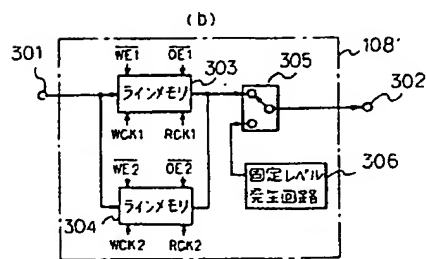 (b)
108'
301
WE1
OE1
303
305
302
ラインメモリ
WCK1
RCK1
WE2
OE2
306
固定レベル
発生回路
ラインメモリ
304
WCK2
RCK2